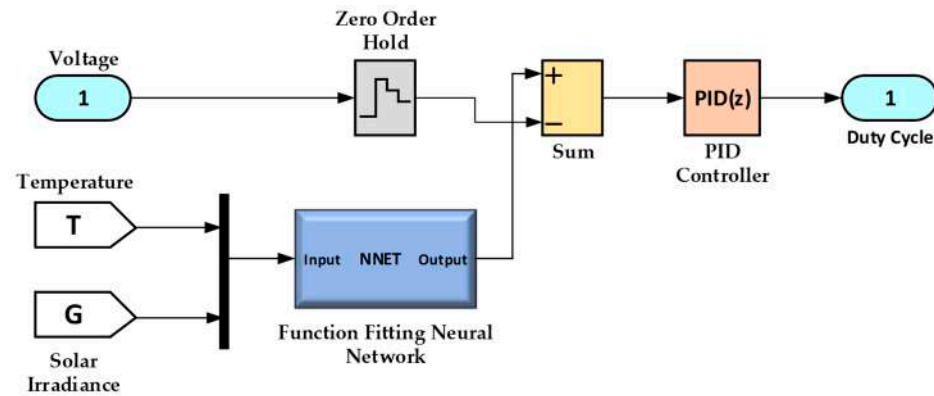 Voltage
1
Zero Order
Hold
+
−
Sum
PID(z)
PID
Controller
1
Duty Cycle
Temperature
T
G
Solar
Irradiance
Input NNET Output
Function Fitting Neural
Network